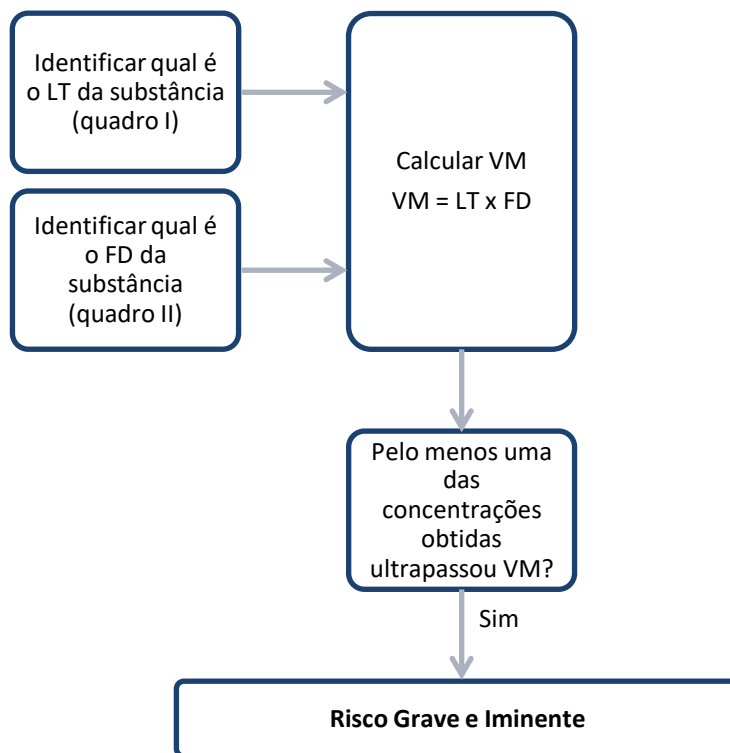 Identificar qual é
o LT da substância
(quadro I)
Identificar qual é
o FD da
substância
(quadro II)
Calcular VM
VM = LT x FD
Pelo menos uma
das
concentrações
obtidas
ultrapassou VM?
Sim
Risco Grave e Iminente